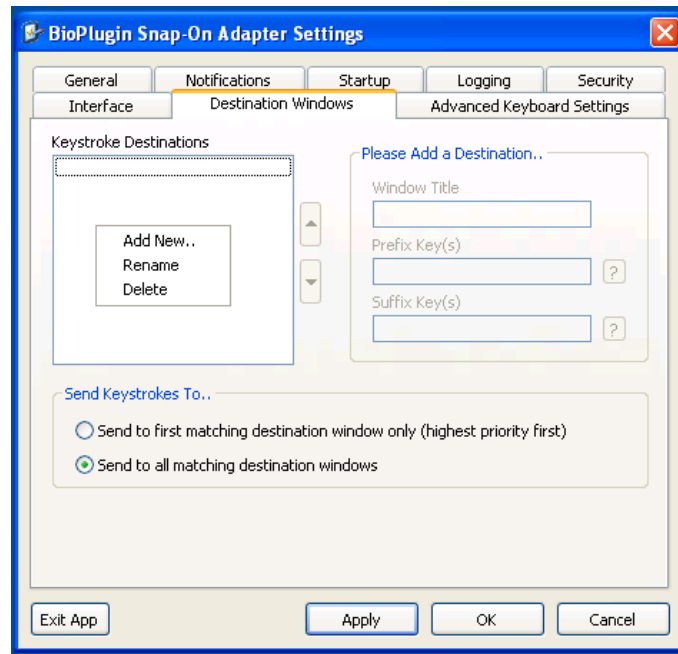 BioPlugin Snap-On Adapter Settings
General Notifications Startup Logging Security
Interface Destination Windows Advanced Keyboard Settings
Keystroke Destinations
Please Add a Destination..
Window Title
Add New..
Rename
Delete
Prefix Key(s)
?
Suffix Key(s)
?
Send Keystrokes To..
Send to first matching destination window only (highest priority first)
Send to all matching destination windows
Exit App Apply OK Cancel